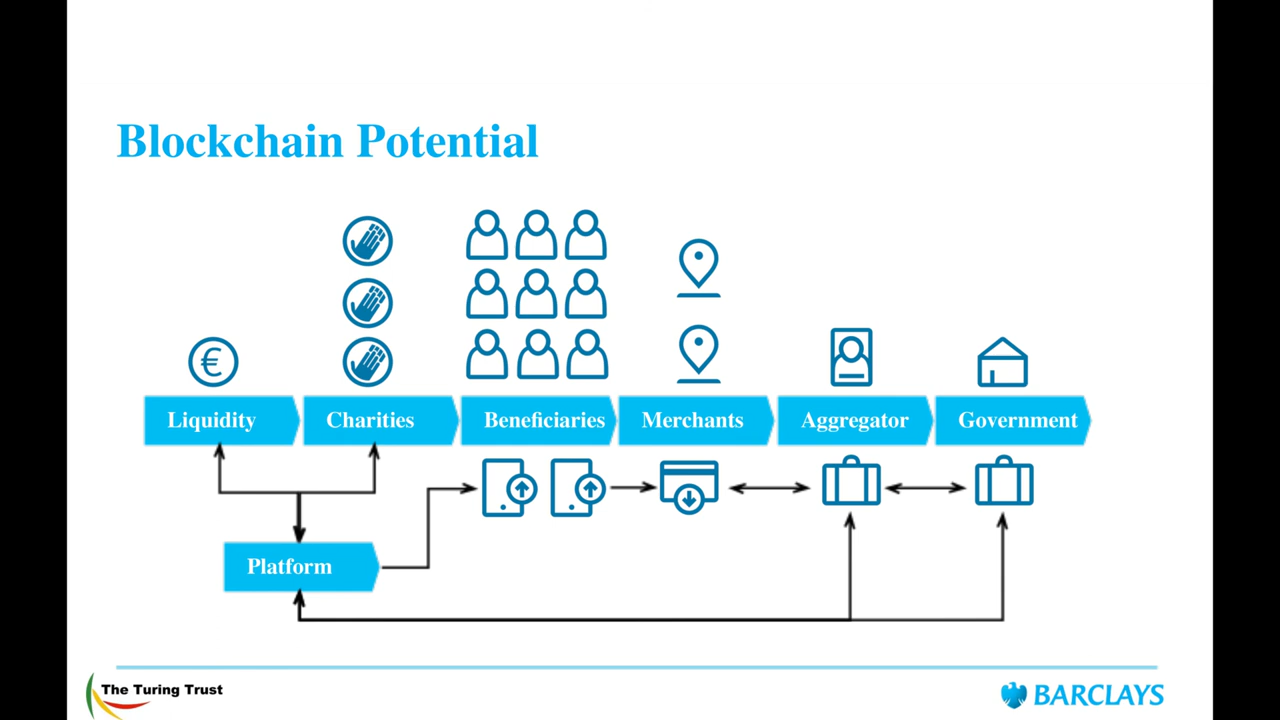 Blockchain Potential
€
Liquidity
Charities
Beneficiaries
Merchants
Aggregator
Government
Platform
The Turing Trust
BARCLAYS